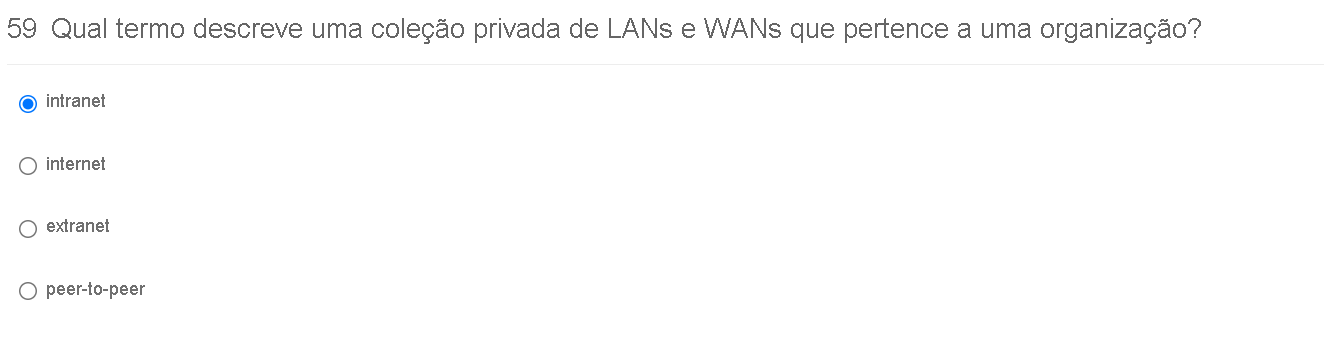 59 Qual termo descreve uma coleção privada de LANs e WANs que pertence a uma organização?
intranet
internet
extranet
peer-to-peer